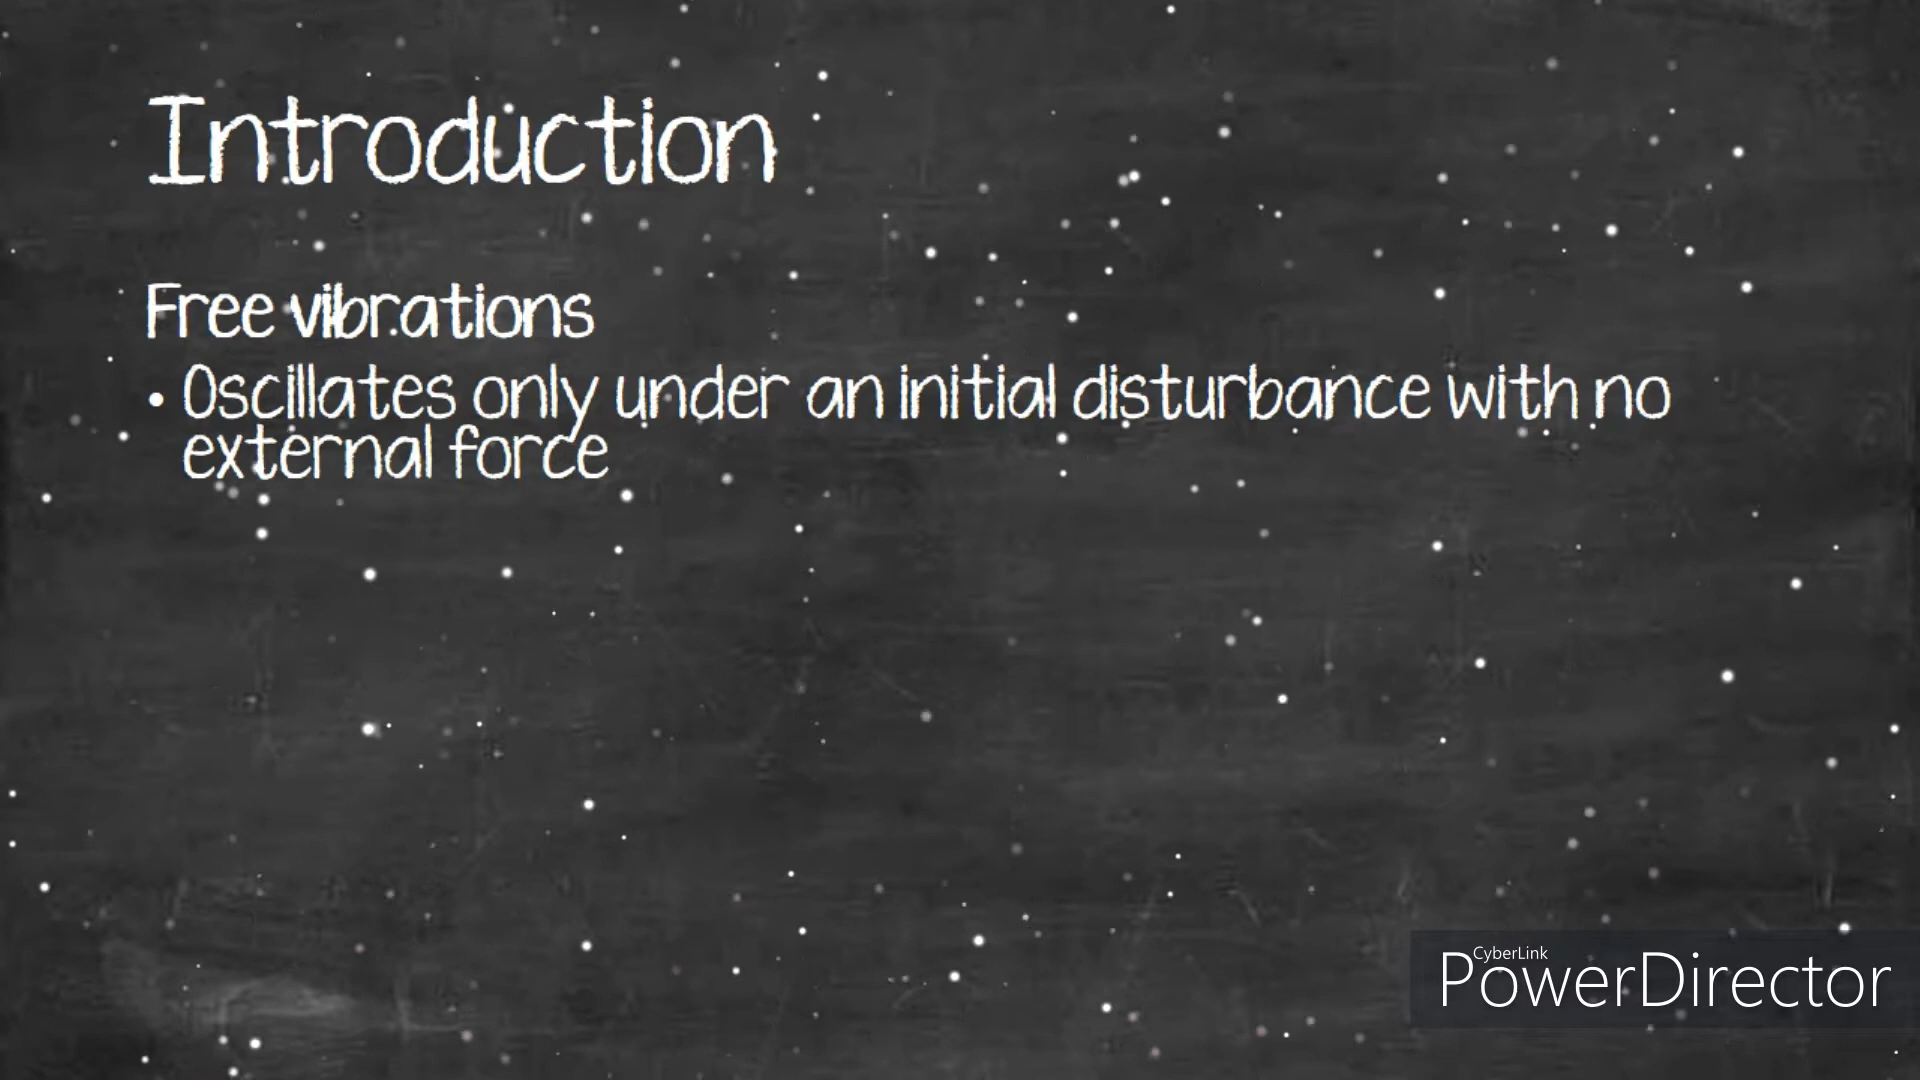 Introduction
Free vibrations
• Oscillates only under an initial disturbance with no
external force
CyberLink
PowerDirector